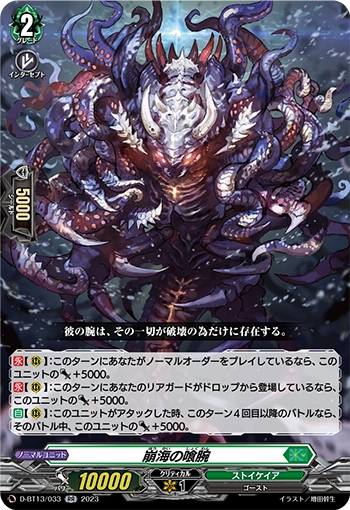 2
グレード
インターセプト
5000
シールド
彼の腕は、その一切が破壊の為だけに存在する。
永【R】:このターンにあなたがノーマルオーダーをプレイしているなら、このユニットの+5000。
永【R】:このターンにあなたのリアガードがドロップから登場しているなら、このユニットの+5000。
自【R】:このユニットがアタックした時、このターン4回目以降のバトルなら、そのバトル中、このユニットの+5000。
ノーマルユニット
崩海の喰腕
パワー
10000
クリティカル
1
ストイケイア
ゴースト
D-BT13/033 RR 2023
イラスト/増田幹生